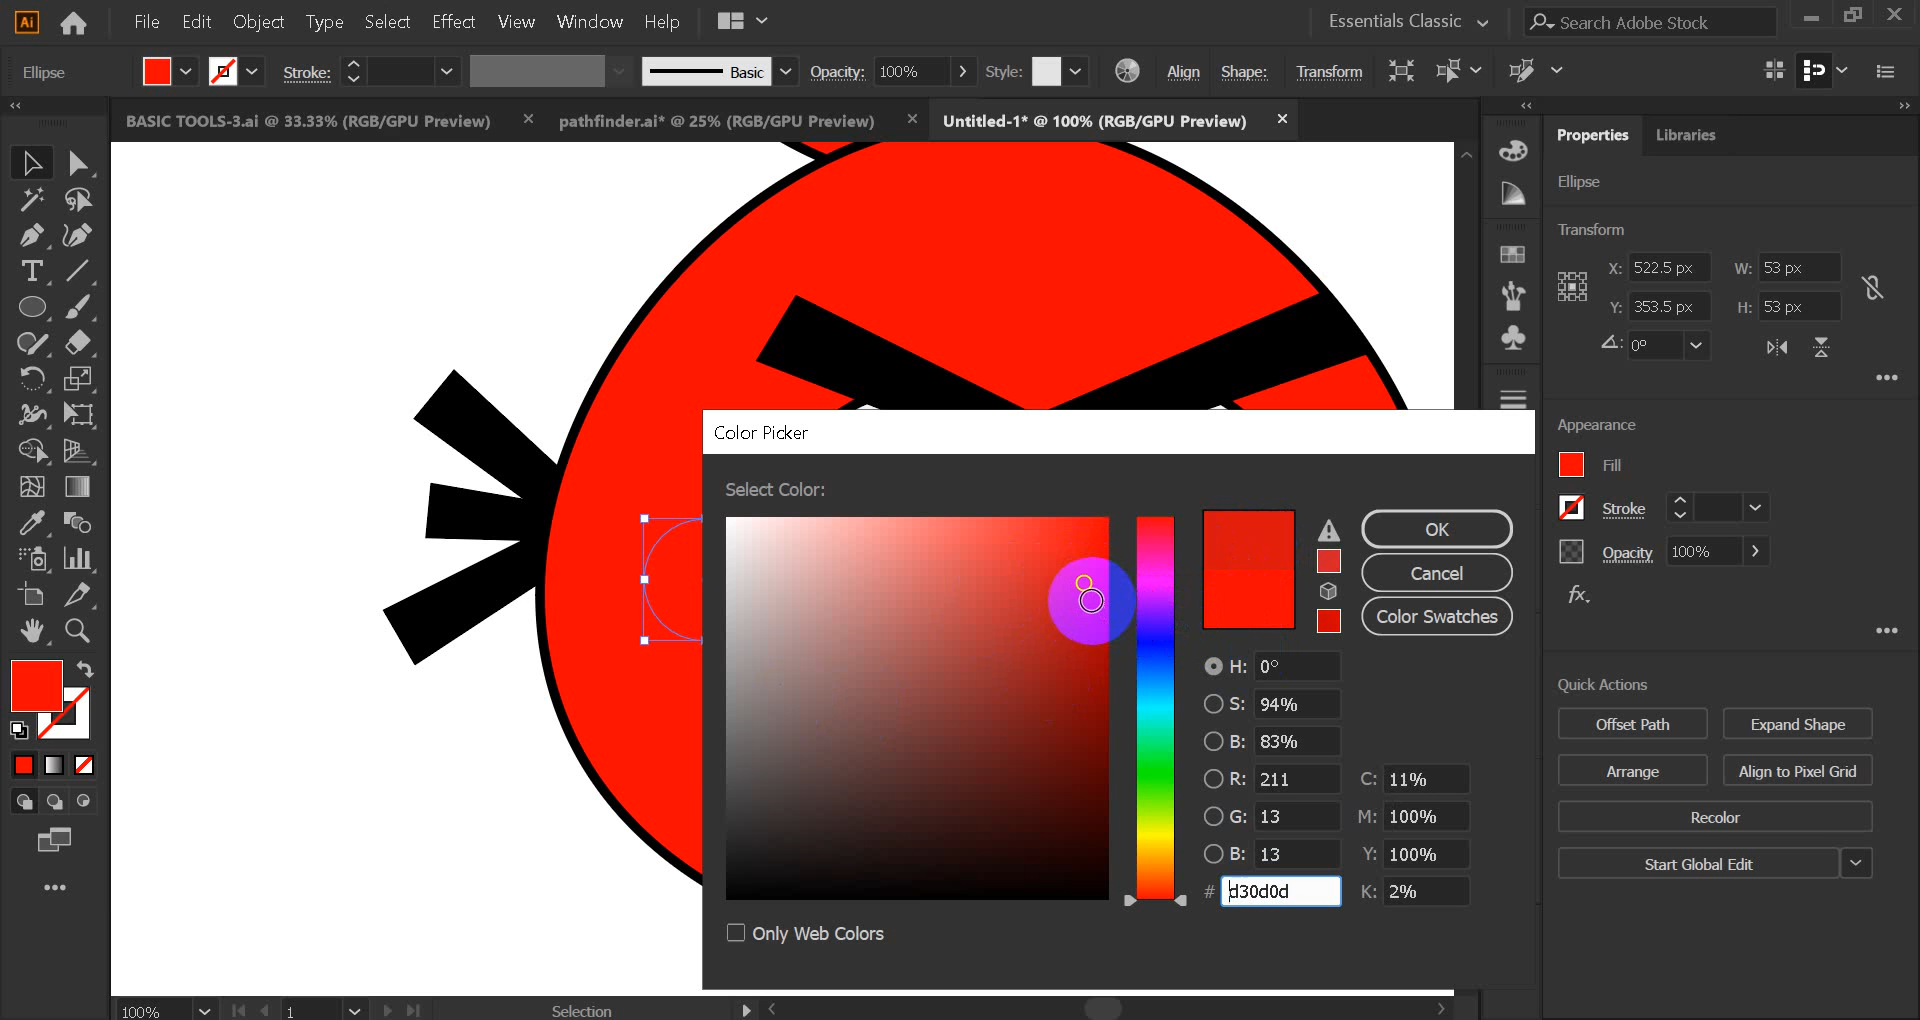 Ai File Edit Object Type Select Effect View Window Help Essentials Classic Search Adobe Stock
Ellipse Stroke: Basic Opacity: 100% Style: Align Shape: Transform
BASIC TOOLS-3.ai @ 33.33% (RGB/GPU Preview) pathfinder.ai* @ 25% (RGB/GPU Preview) Untitled-1* @ 100% (RGB/GPU Preview)
Properties Libraries
Ellipse
Transform
X: 522.5 px W: 53 px
Y: 353.5 px H: 53 px
0°
Appearance
Fill
Stroke
Opacity 100%
fx.
Quick Actions
Offset Path Expand Shape
Arrange Align to Pixel Grid
Recolor
Start Global Edit
Color Picker
Select Color:
OK
Cancel
Color Swatches
H: 0°
S: 94%
B: 83%
R: 211 C: 11%
G: 13 M: 100%
B: 13 Y: 100%
# d30d0d K: 2%
Only Web Colors
100% 1 Selection